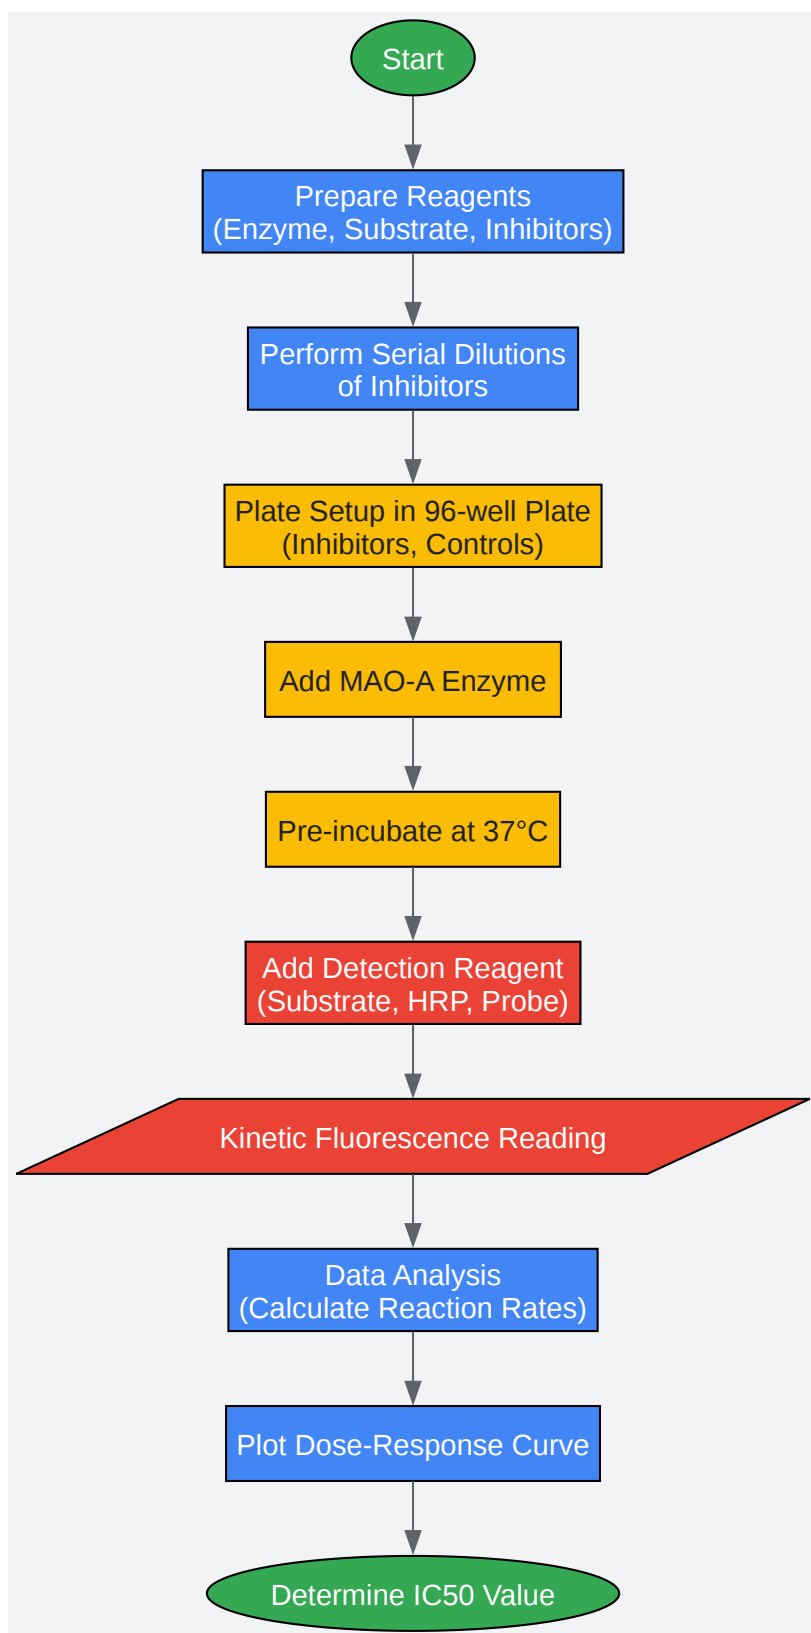 Start
Prepare Reagents
(Enzyme, Substrate, Inhibitors)
Perform Serial Dilutions
of Inhibitors
Plate Setup in 96-well Plate
(Inhibitors, Controls)
Add MAO-A Enzyme
Pre-incubate at 37°C
Add Detection Reagent
(Substrate, HRP, Probe)
Kinetic Fluorescence Reading
Data Analysis
(Calculate Reaction Rates)
Plot Dose-Response Curve
Determine IC50 Value